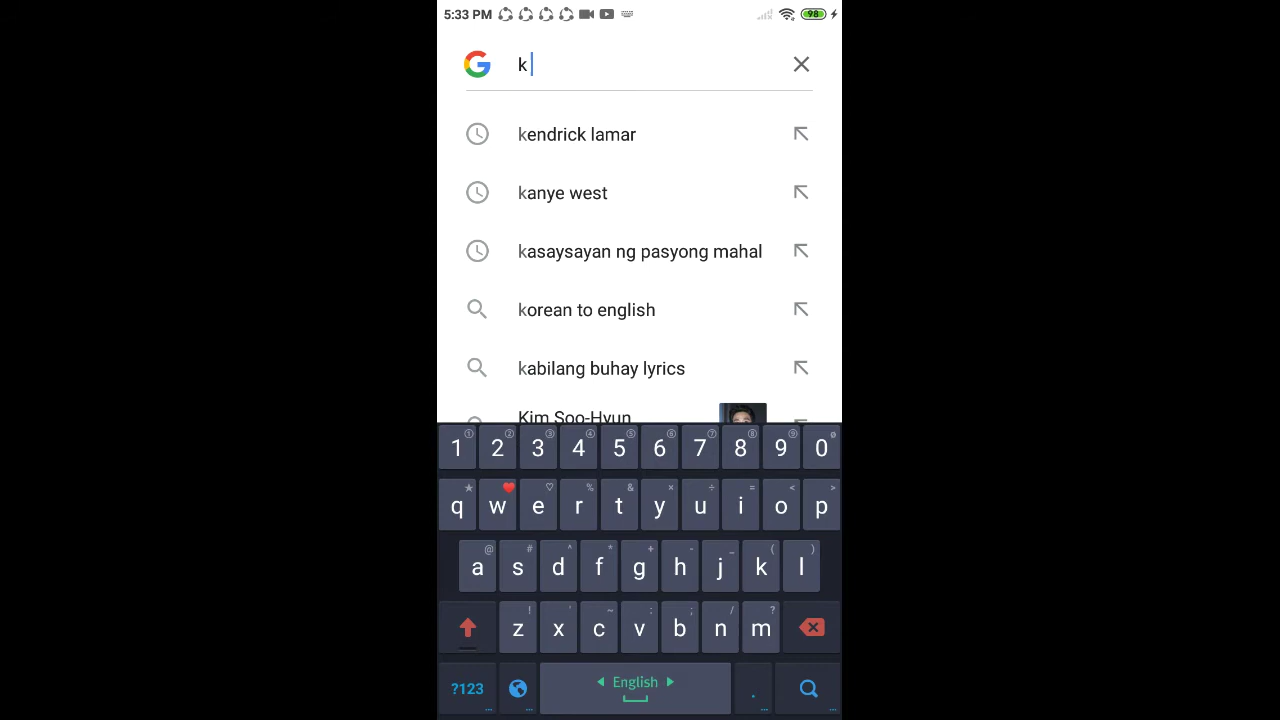 5:33 PM 98
k
kendrick lamar
kanye west
kasaysayan ng pasyong mahal
korean to english
kabilang buhay lyrics
Kim Soo-Hyun
1 2 3 4 5 6 7 8 9 0
q w e r t y u i o p
a s d f g h j k l
z x c v b n m
?123 English .